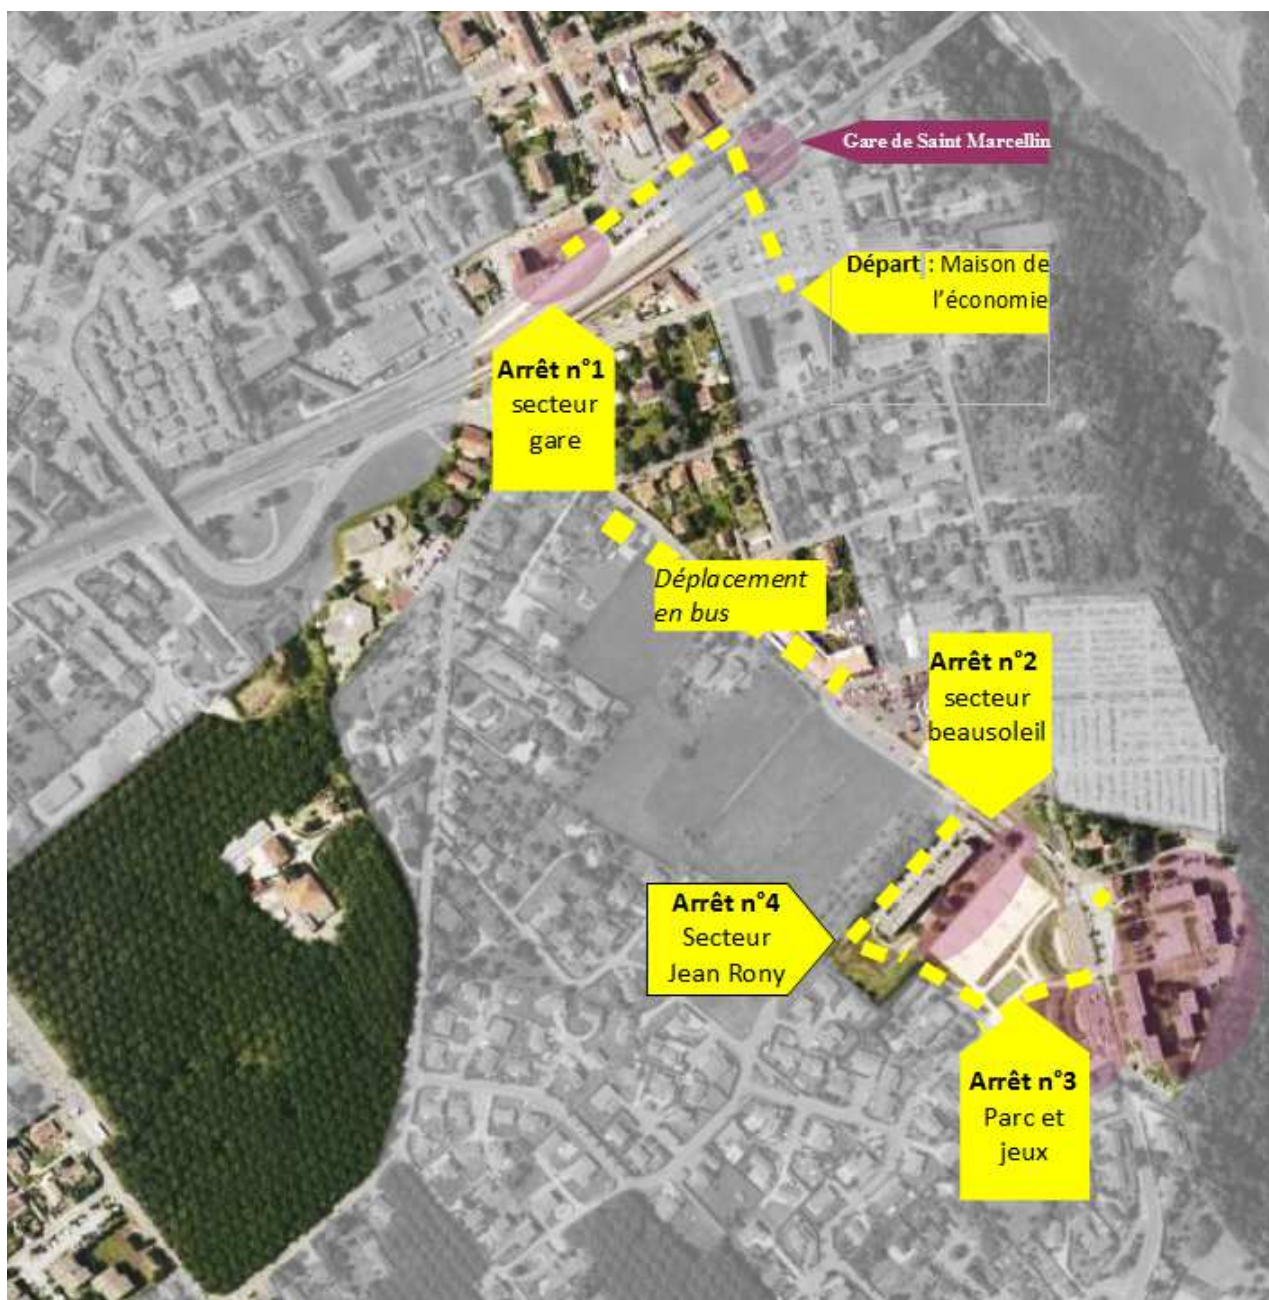 Gare de Saint Marcellin
Départ : Maison de
l'économie
Arrêt n°1
secteur
gare
Déplacement
en bus
Arrêt n°2
secteur
beausoleil
Arrêt n°4
Secteur
Jean Rony
Arrêt n°3
Parc et
jeux